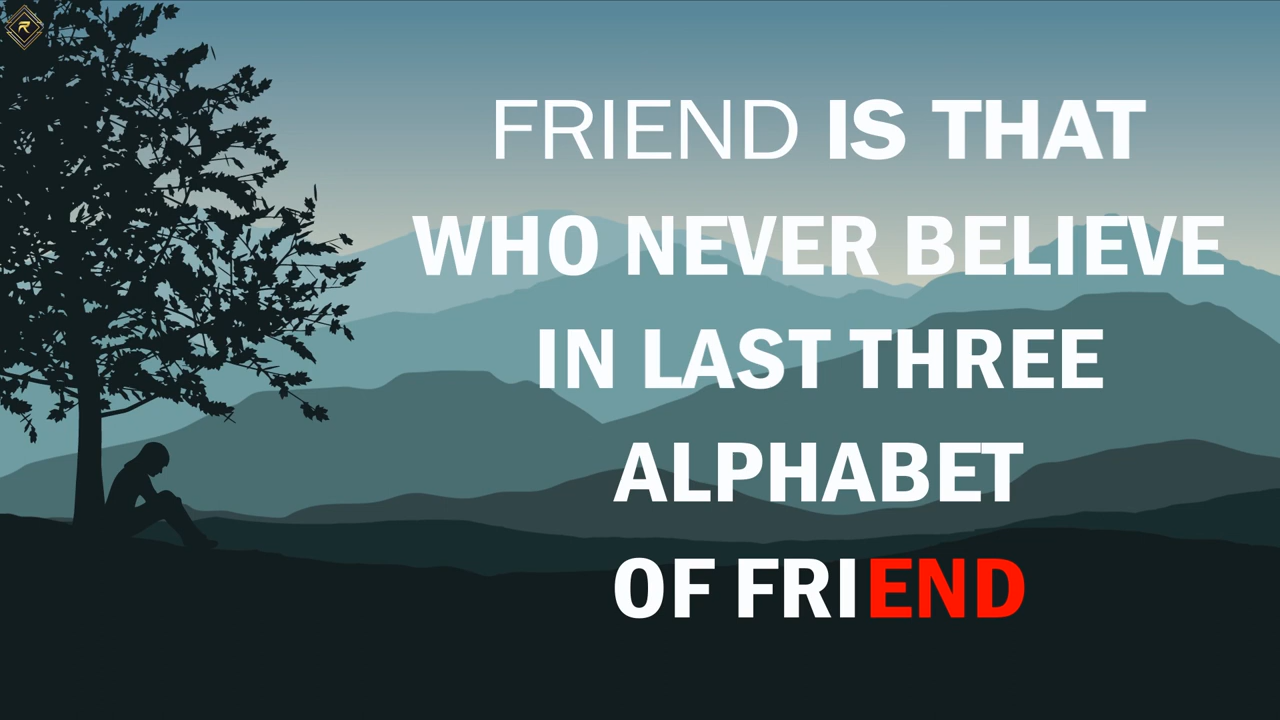 FRIEND IS THAT
WHO NEVER BELIEVE
IN LAST THREE
ALPHABET
OF FRIEND